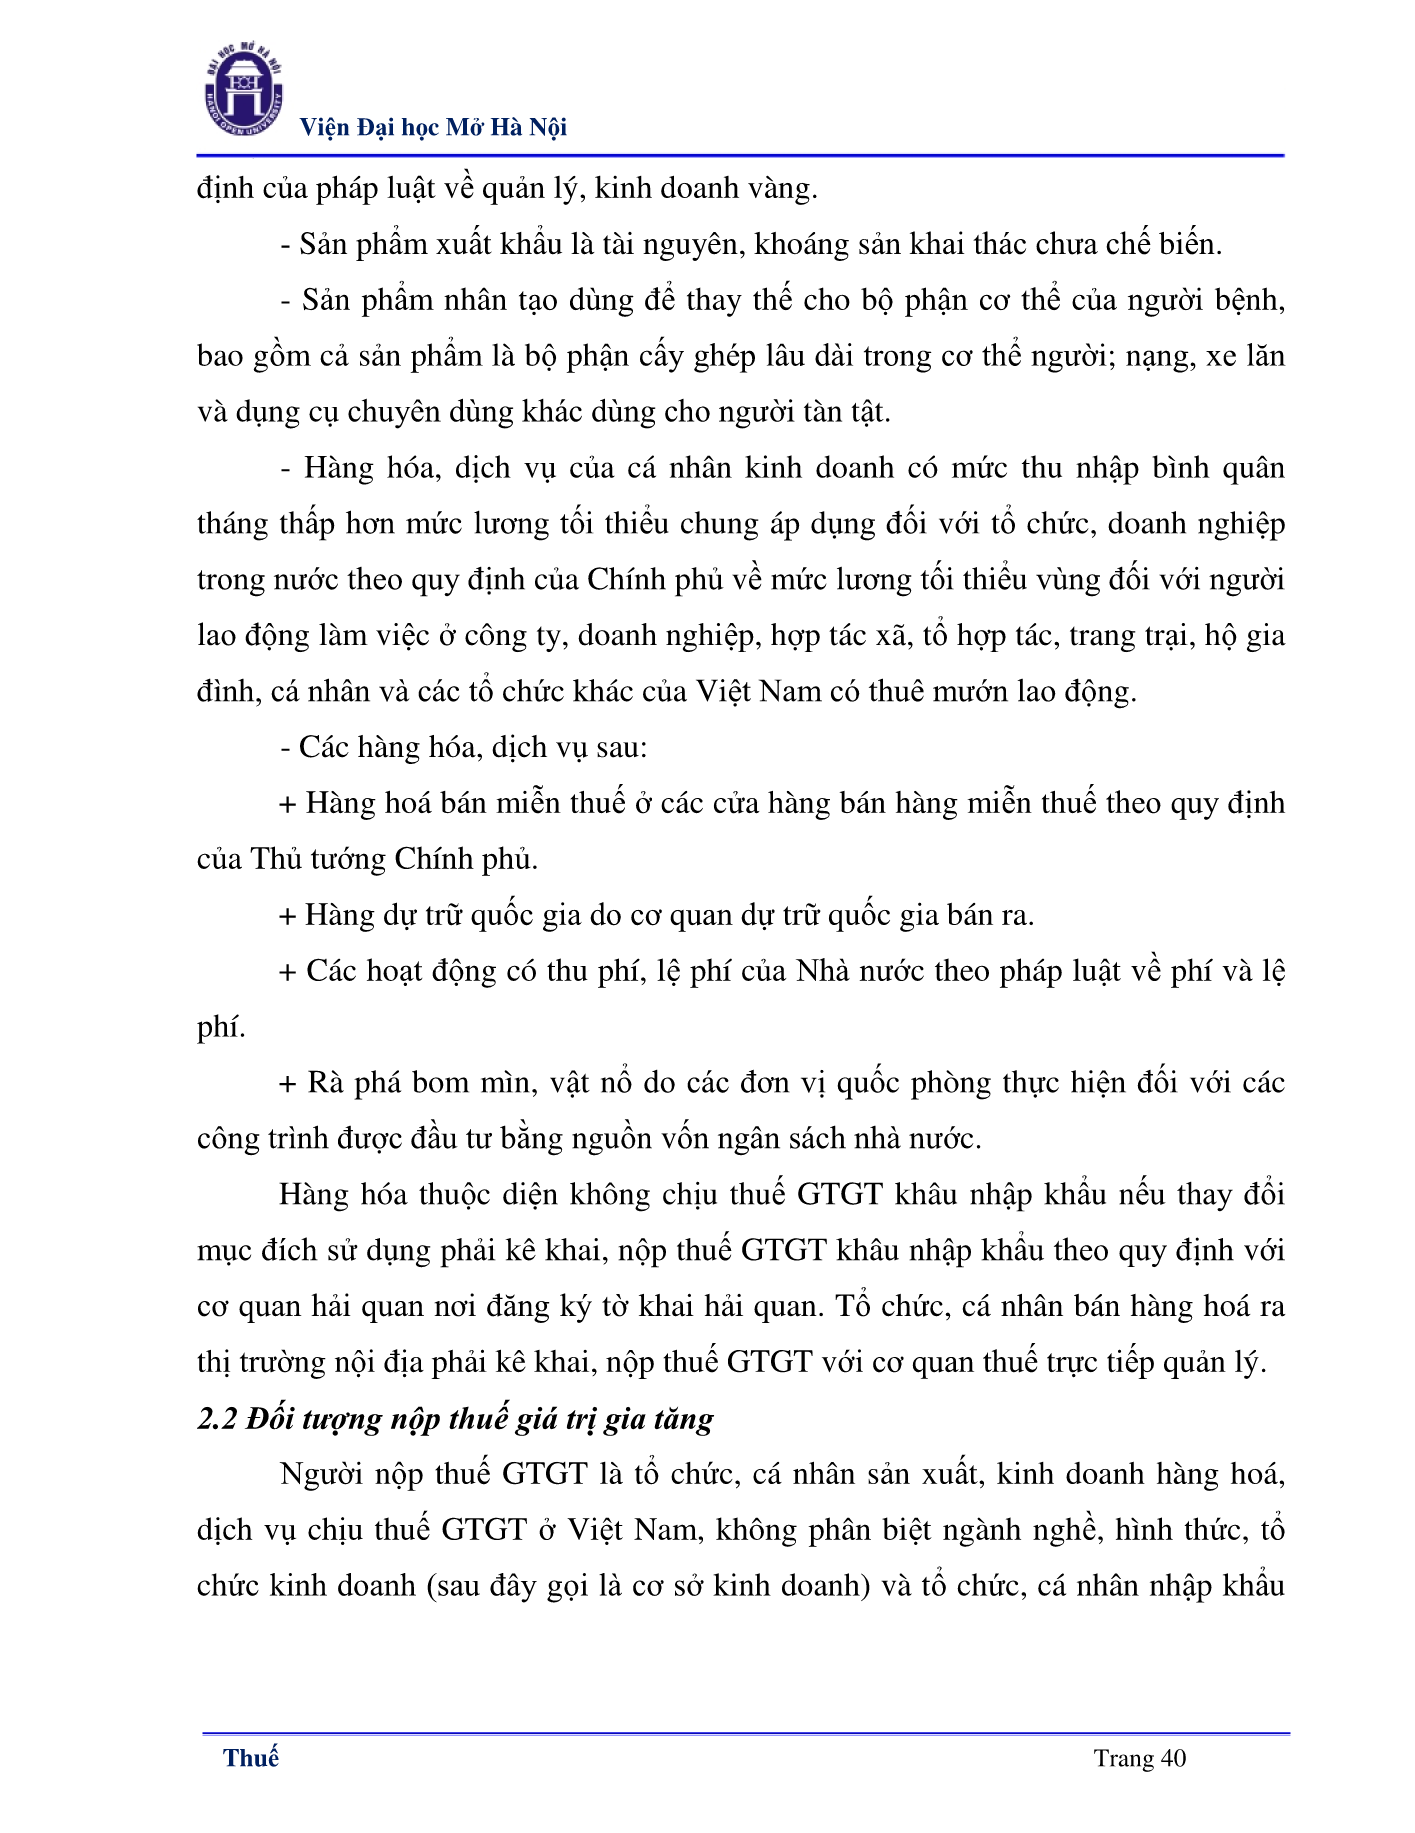 ĐẠI HỌC MỞ HÀ NỘI
HANOI OPEN UNIVERSITY
Viện Đại học Mở Hà Nội
định của pháp luật về quản lý, kinh doanh vàng.
- Sản phẩm xuất khẩu là tài nguyên, khoáng sản khai thác chưa chế biến.
- Sản phẩm nhân tạo dùng để thay thế cho bộ phận cơ thể của người bệnh,
bao gồm cả sản phẩm là bộ phận cấy ghép lâu dài trong cơ thể người; nạng, xe lăn
và dụng cụ chuyên dùng khác dùng cho người tàn tật.
- Hàng hóa, dịch vụ của cá nhân kinh doanh có mức thu nhập bình quân
tháng thấp hơn mức lương tối thiểu chung áp dụng đối với tổ chức, doanh nghiệp
trong nước theo quy định của Chính phủ về mức lương tối thiểu vùng đối với người
lao động làm việc ở công ty, doanh nghiệp, hợp tác xã, tổ hợp tác, trang trại, hộ gia
đình, cá nhân và các tổ chức khác của Việt Nam có thuê mướn lao động.
- Các hàng hóa, dịch vụ sau:
+ Hàng hoá bán miễn thuế ở các cửa hàng bán hàng miễn thuế theo quy định
của Thủ tướng Chính phủ.
+ Hàng dự trữ quốc gia do cơ quan dự trữ quốc gia bán ra.
+ Các hoạt động có thu phí, lệ phí của Nhà nước theo pháp luật về phí và lệ
phí.
+ Rà phá bom mìn, vật nổ do các đơn vị quốc phòng thực hiện đối với các
công trình được đầu tư bằng nguồn vốn ngân sách nhà nước.
Hàng hóa thuộc diện không chịu thuế GTGT khâu nhập khẩu nếu thay đổi
mục đích sử dụng phải kê khai, nộp thuế GTGT khâu nhập khẩu theo quy định với
cơ quan hải quan nơi đăng ký tờ khai hải quan. Tổ chức, cá nhân bán hàng hoá ra
thị trường nội địa phải kê khai, nộp thuế GTGT với cơ quan thuế trực tiếp quản lý.
2.2 Đối tượng nộp thuế giá trị gia tăng
Người nộp thuế GTGT là tổ chức, cá nhân sản xuất, kinh doanh hàng hoá,
dịch vụ chịu thuế GTGT ở Việt Nam, không phân biệt ngành nghề, hình thức, tổ
chức kinh doanh (sau đây gọi là cơ sở kinh doanh) và tổ chức, cá nhân nhập khẩu
Thuế
Trang 40